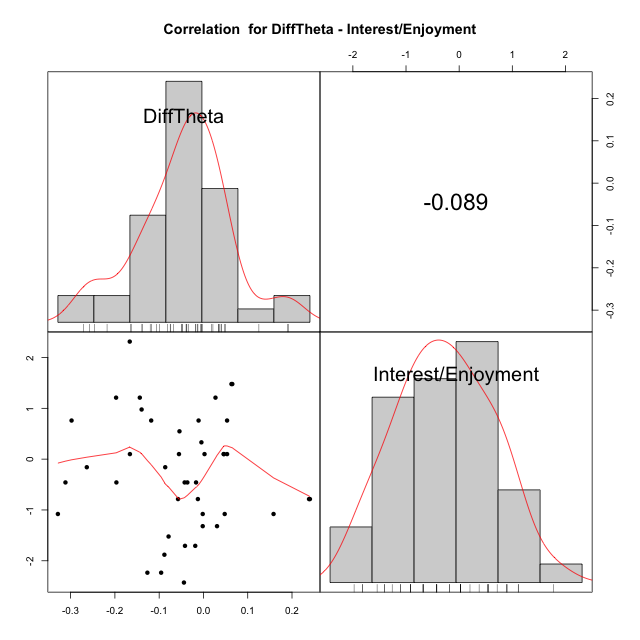 Correlation  for DiffTheta - Interest/Enjoyment
-2 -1 0 1 2
DiffTheta
-0.089
0.2
0.1
0.0
-0.1
-0.2
-0.3
Interest/Enjoyment
2
1
0
-1
-2
-0.3 -0.2 -0.1 0.0 0.1 0.2